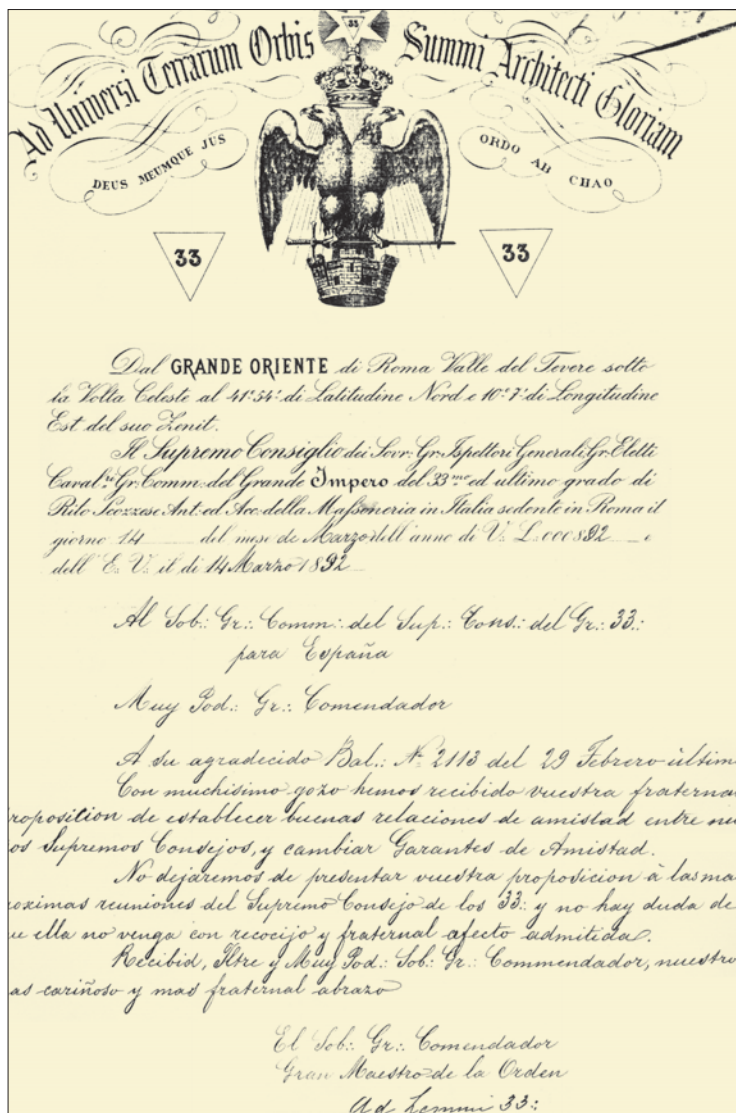 33
Ad Universi Terrarum Orbis Summi Architecti Gloriam
DEUS MEUMQUE JUS
ORDO AB CHAO
33
33
Dal GRANDE ORIENTE di Roma Valle del Tevere sotto
la Volta Celeste al 41°.54': di Latitudine Nord e 10°.7': di Longitudine
Est del suo Zenit.
Il Supremo Consiglio dei Sovr∴ Gr∴ Ispettori Generali Gr∴ Eletti
Caval.ri Gr∴ Comm∴ del Grande Impero del 33mo ed ultimo grado di
Rito Scozzese Ant∴ ed Acc∴ della Massoneria in Italia sedente in Roma il
giorno 14 del mese de Marzo dell'anno di V∴ L∴ 000892 e
dell'E∴ V∴ il di 14 Marzo 1892
Al Sob∴ Gr∴ Comm∴ del Sup∴ Cons∴ del Gr∴ 33∴
para España
Muy Pod∴ Gr∴ Comendador
A su agradecido Bal∴ Nº 2113 del 29 Febrero ultim
Con muchisimo gozo hemos recibido vuestra fraterna
roposicion de establecer buenas relaciones de amistad entre nu
os Supremos Consejos, y cambiar Garantes de Amistad.
No dejaremos de presentar vuestra proposicion à las ma
roximas reuniones del Supremo Consejo de los 33∴ y no hay duda de
ue ella no venga con recocijo y fraternal afecto admitida.
Recibid, Iltre y Muy Pod∴ Sob∴ Gr∴ Commendador, nuestro
as cariñoso y mas fraternal abrazo
El Sob∴ Gr∴ Comendador
Gran Maestro de la Orden
Ad Lemmi 33∴